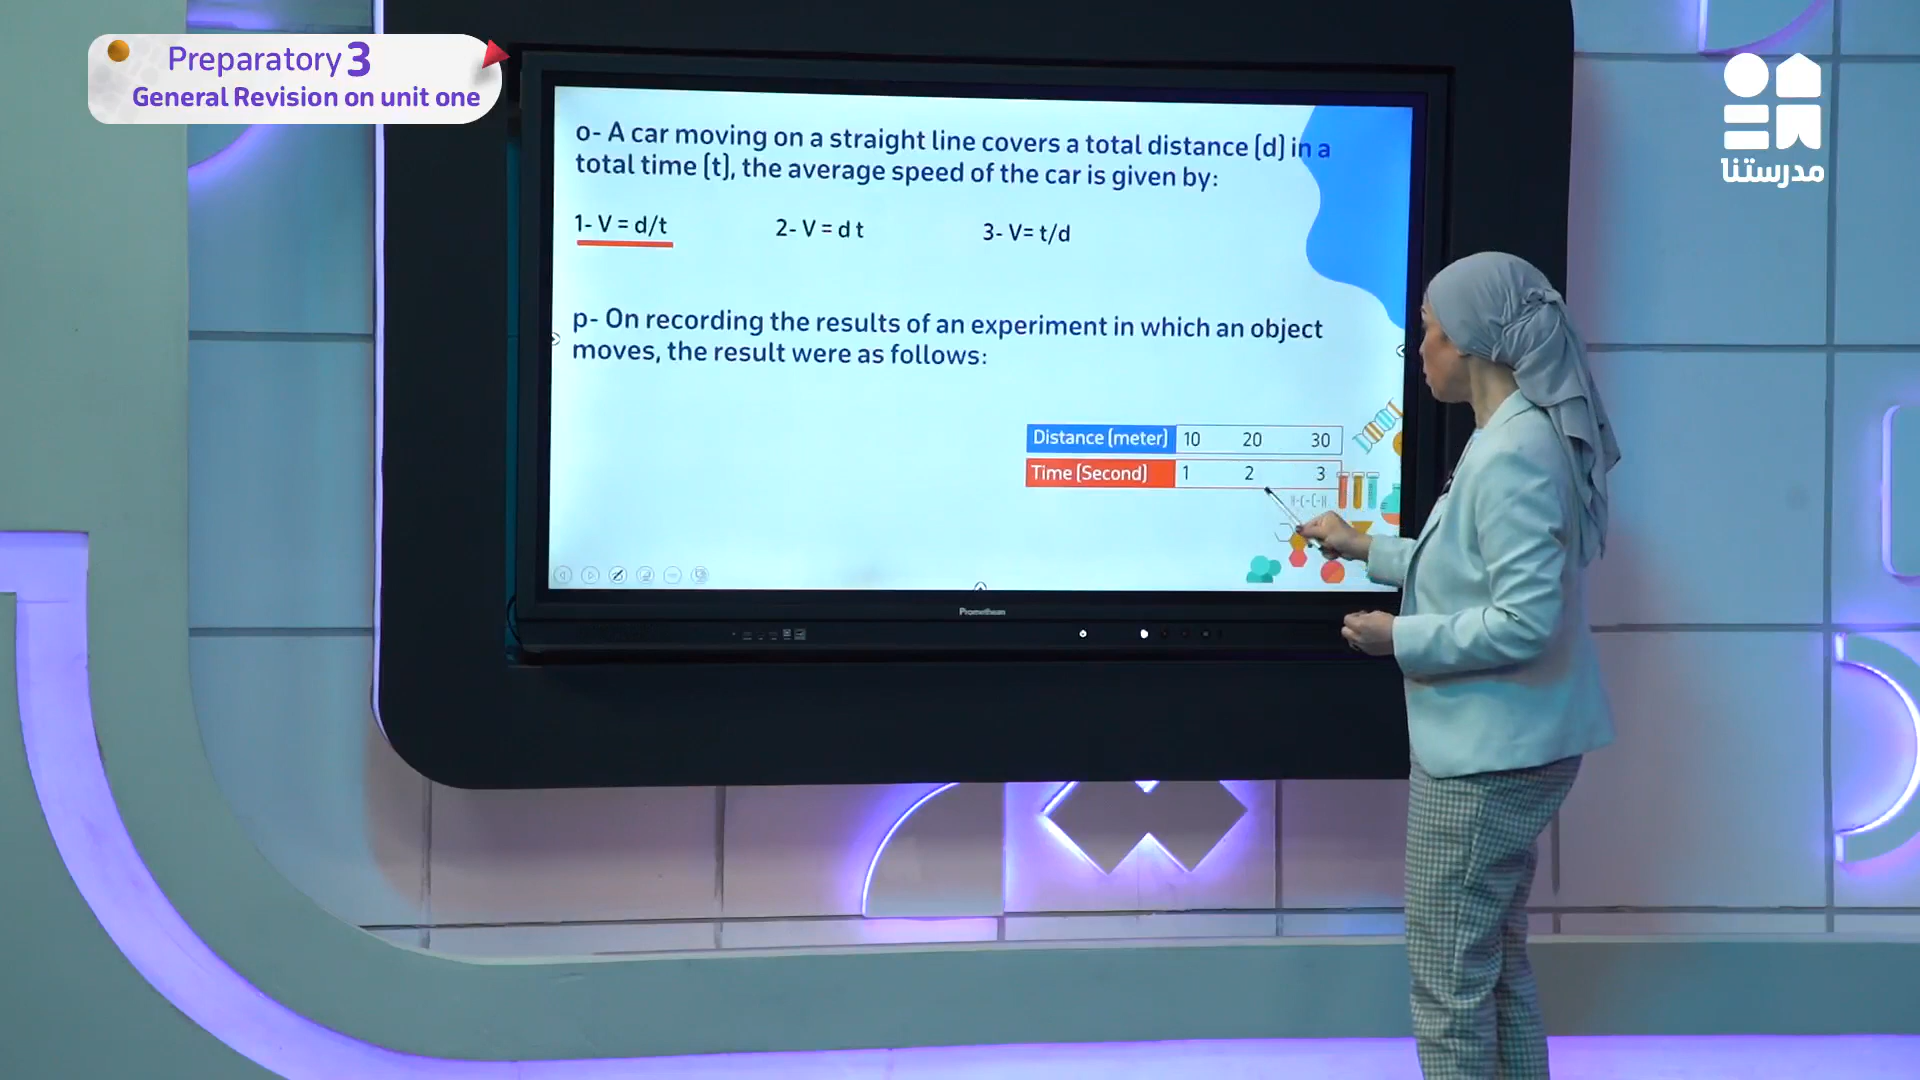 Preparatory 3
General Revision on unit one
مدرستنا
o- A car moving on a straight line covers a total distance (d) in a
total time (t), the average speed of the car is given by:
1- V = d/t
2- V = d t
3- V= t/d
p- On recording the results of an experiment in which an object
moves, the result were as follows:
Distance (meter) 10 20 30
Time (Second) 1 2 3
H-C-C-H
Promethean